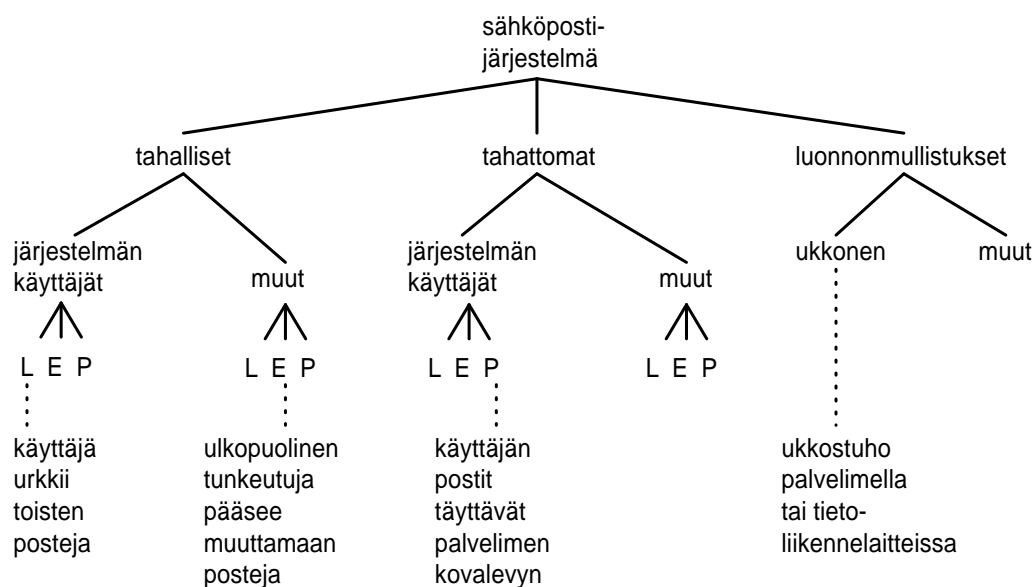 sähköposti-
järjestelmä
tahalliset
tahattomat
luonnonmullistukset
järjestelmän
käyttäjät
muut
järjestelmän
käyttäjät
muut
ukkonen
muut
L E P
L E P
L E P
L E P
käyttäjä
urkkii
toisten
posteja
ulkopuolinen
tunkeutuja
pääsee
muuttamaan
posteja
käyttäjän
postit
täyttävät
palvelimen
kovalevyn
ukkostuho
palvelimella
tai tieto-
liikennelaitteissa